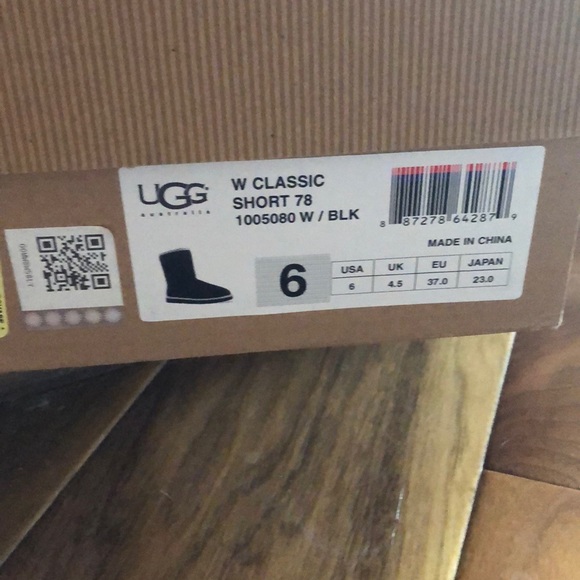 UGG
australia
W CLASSIC
SHORT 78
1005080 W / BLK
8 87278 64287 9
MADE IN CHINA
6
USA UK EU JAPAN
6 4.5 37.0 23.0